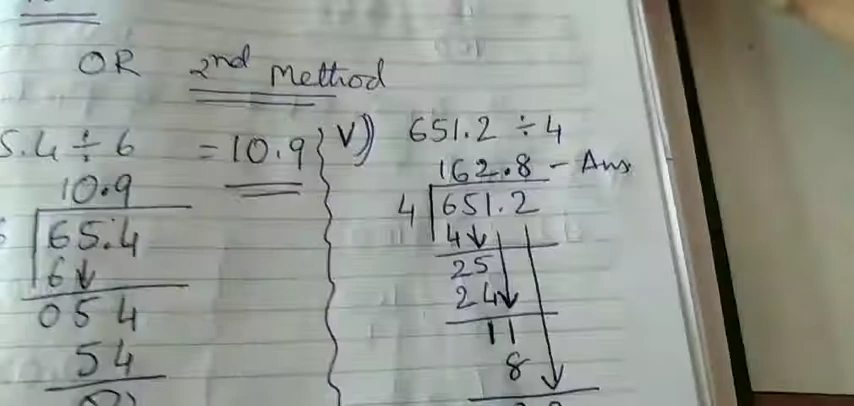 OR 2nd Method
5.4 ÷ 6 = 10.9
10.9
65.4
6
054
54
V) 651.2 ÷ 4
162.8 - Ans
4 651.2
4
25
24
11
8